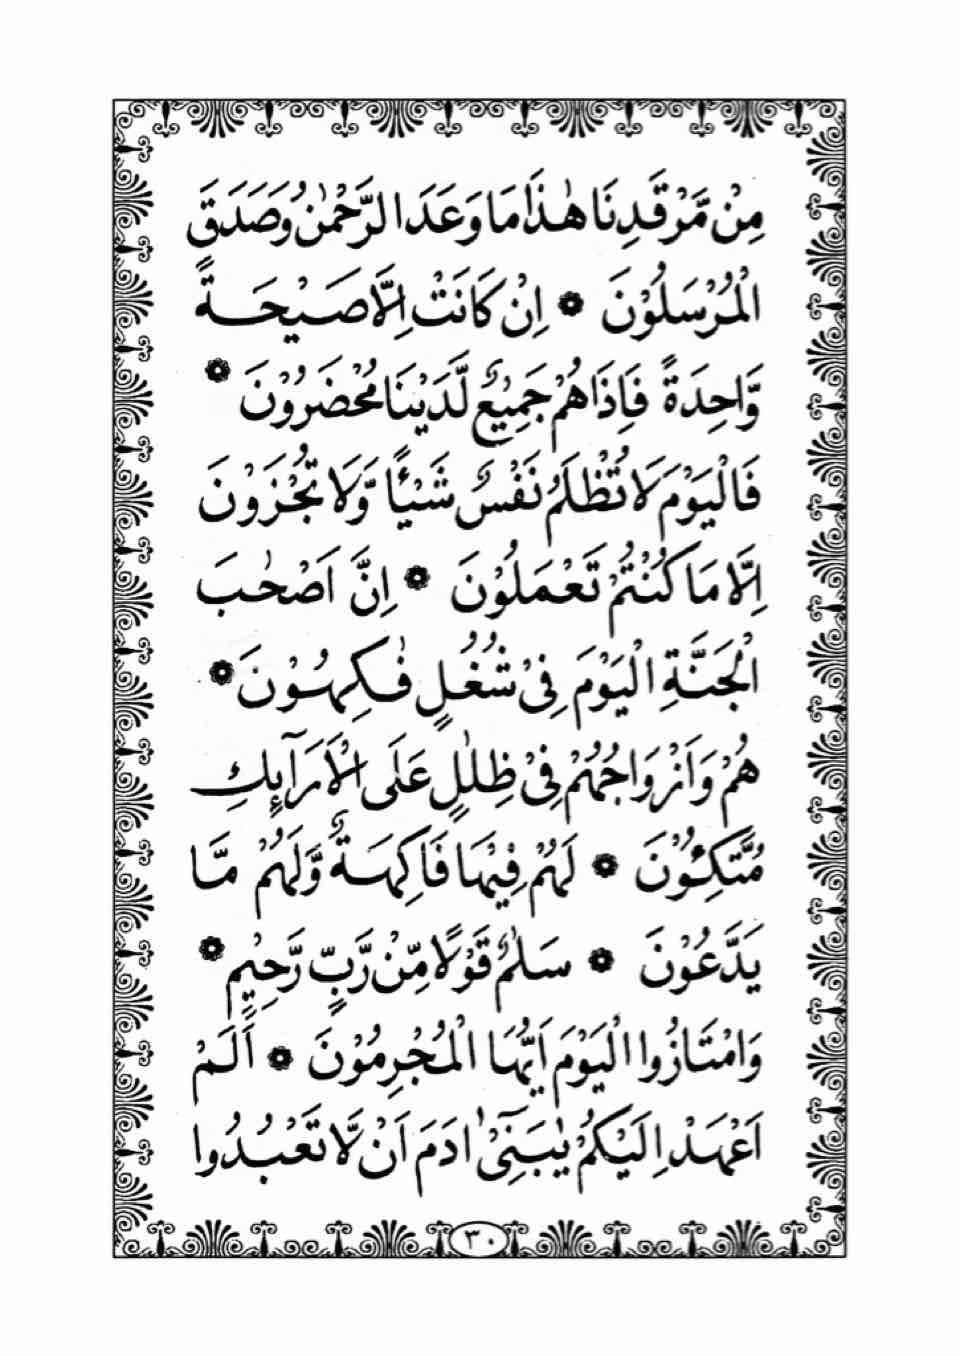 مِنْ مَّرْقَدِنَا هٰذَا مَا وَعَدَ الرَّحْمٰنُ وَصَدَقَ
الْمُرْسَلُوْنَ ۞ اِنْ كَانَتْ اِلَّا صَيْحَةً
وَّاحِدَةً فَاِذَا هُمْ جَمِيْعٌ لَّدَيْنَا مُحْضَرُوْنَ ۞
فَالْيَوْمَ لَا تُظْلَمُ نَفْسٌ شَيْـًٔا وَّلَا تُجْزَوْنَ
اِلَّا مَا كُنْتُمْ تَعْمَلُوْنَ ۞ اِنَّ اَصْحٰبَ
الْجَنَّةِ الْيَوْمَ فِىْ شُغُلٍ فٰكِهُوْنَ ۞
هُمْ وَاَزْوَاجُهُمْ فِىْ ظِلٰلٍ عَلَى الْاَرَآئِكِ
مُتَّكِـُٔوْنَ ۞ لَهُمْ فِيْهَا فَاكِهَةٌ وَّلَهُمْ مَّا
يَدَّعُوْنَ ۞ سَلٰمٌ قَوْلًا مِّنْ رَّبٍّ رَّحِيْمٍ ۞
وَامْتَازُوا الْيَوْمَ اَيُّهَا الْمُجْرِمُوْنَ ۞ اَلَمْ
اَعْهَدْ اِلَيْكُمْ يٰبَنِىْٓ اٰدَمَ اَنْ لَّا تَعْبُدُوا
٣٠